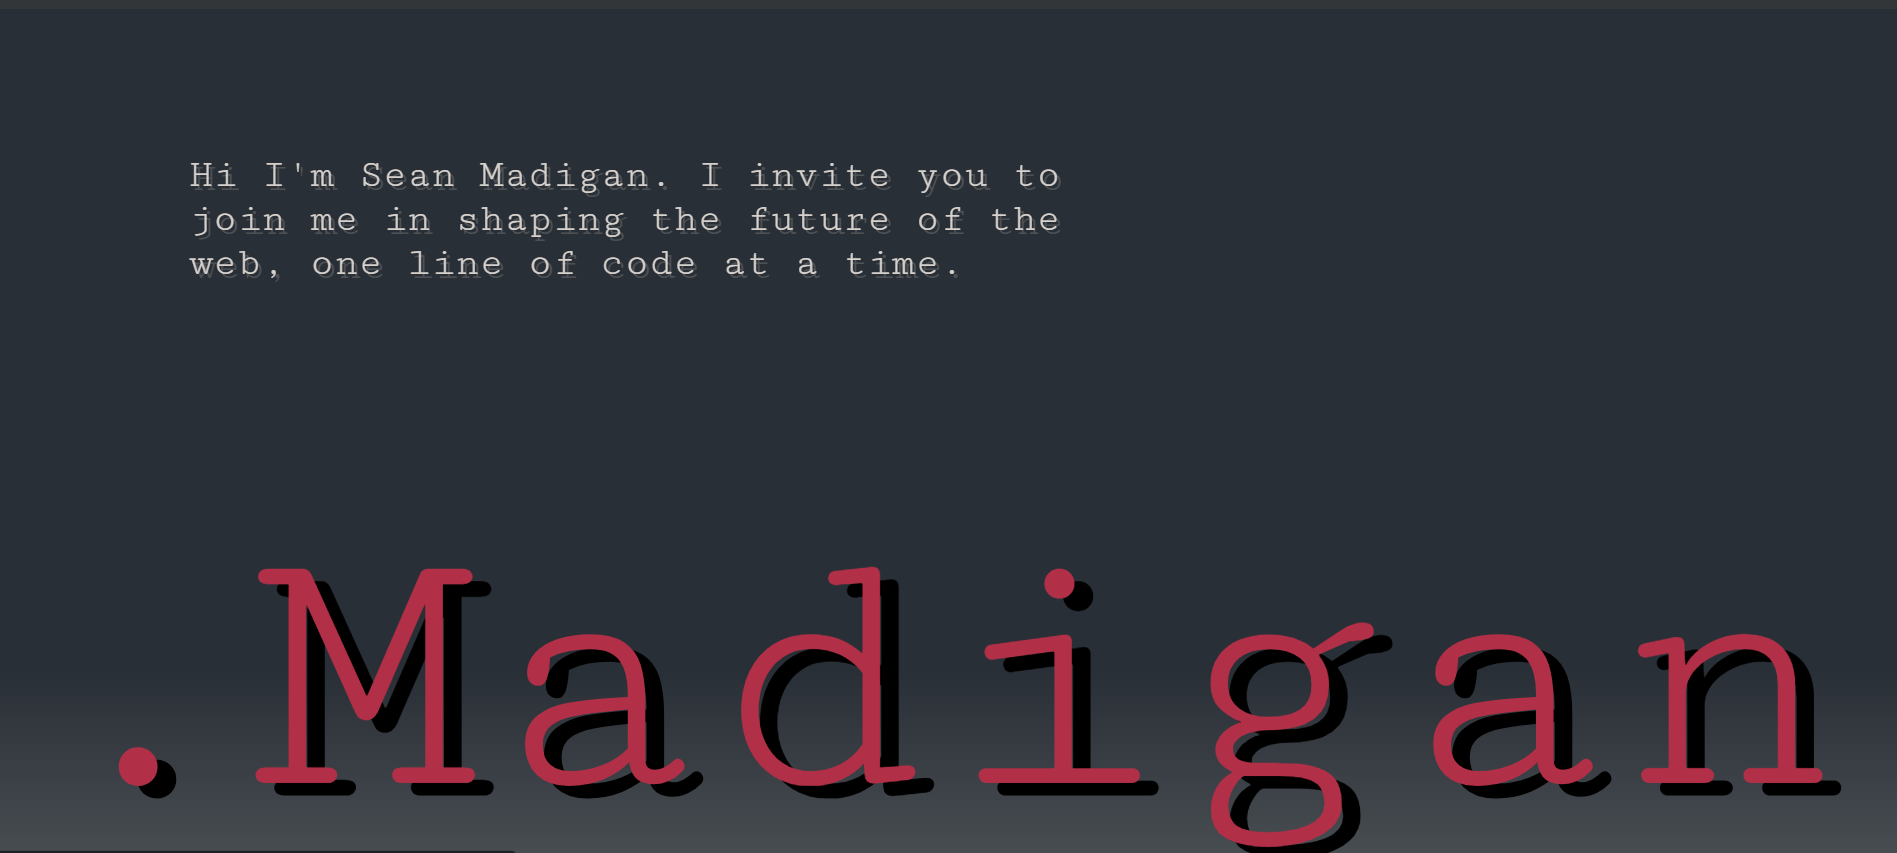 Hi I'm Sean Madigan. I invite you to
join me in shaping the future of the
web, one line of code at a time.
.Madigan